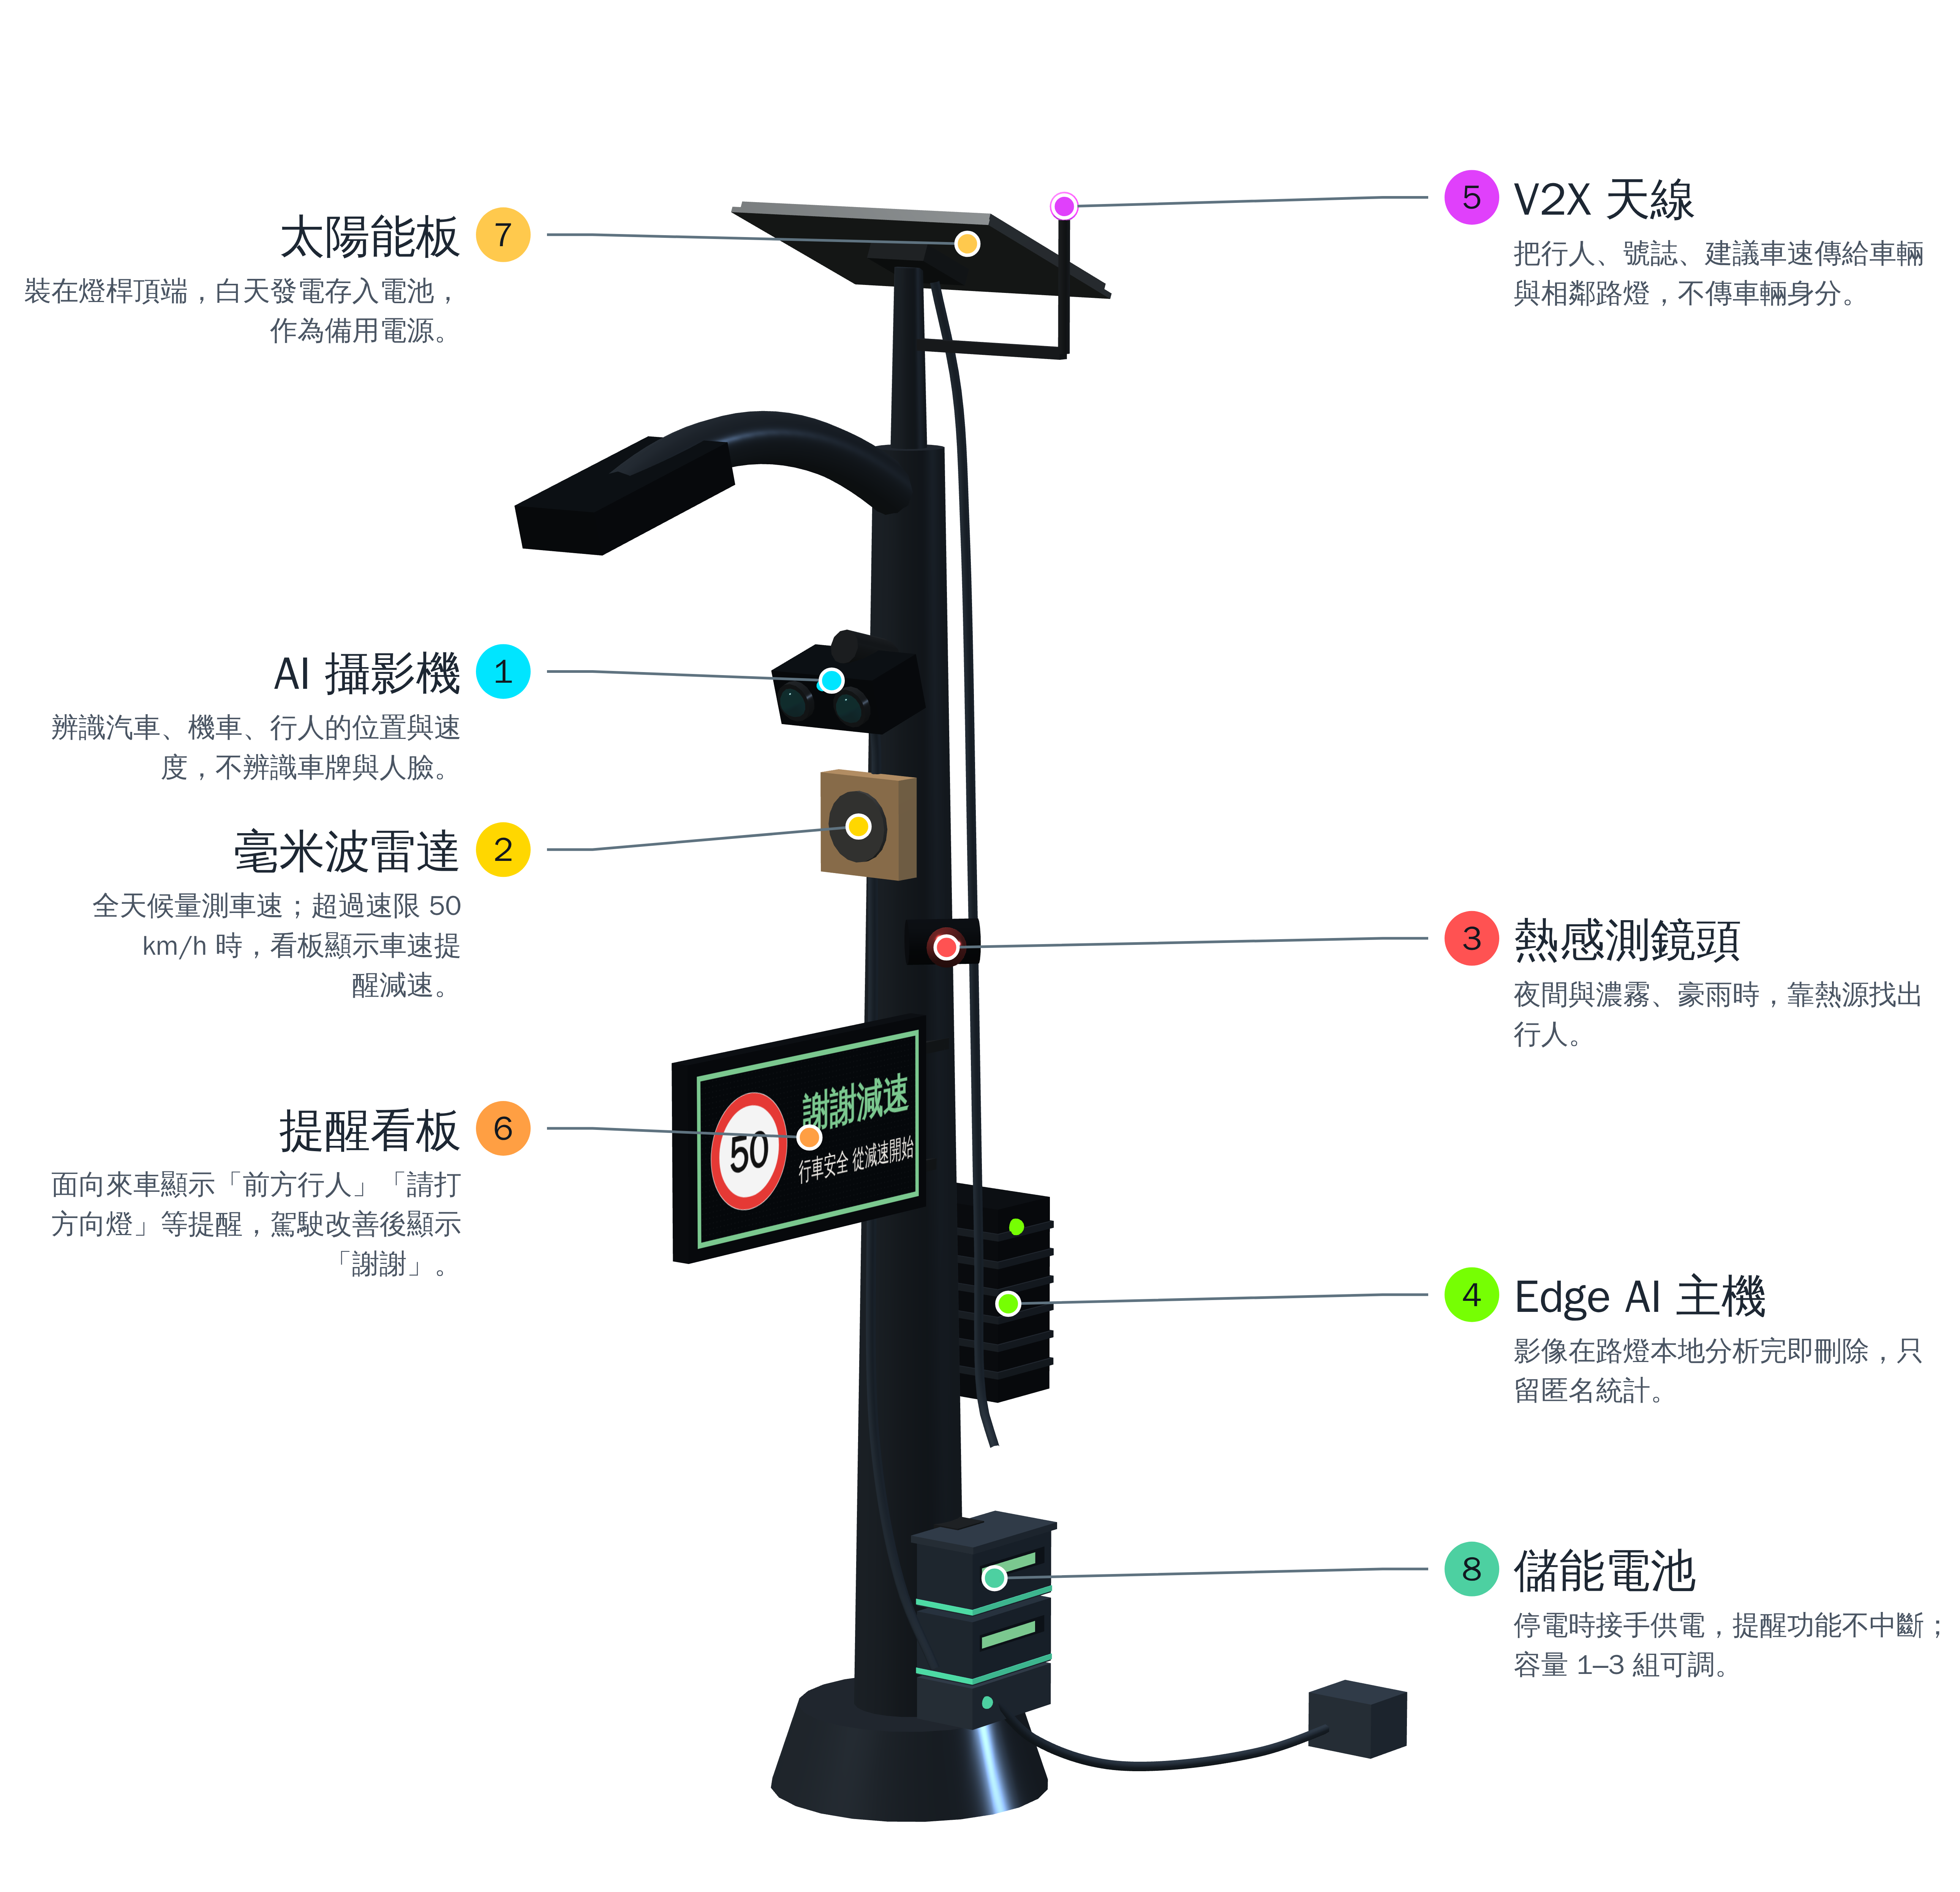 太陽能板 7
裝在燈桿頂端，白天發電存入電池，
作為備用電源。
5 V2X 天線
把行人、號誌、建議車速傳給車輛
與相鄰路燈，不傳車輛身分。
AI 攝影機 1
辨識汽車、機車、行人的位置與速
度，不辨識車牌與人臉。
毫米波雷達 2
全天候量測車速；超過速限 50
km/h 時，看板顯示車速提
醒減速。
3 熱感測鏡頭
夜間與濃霧、豪雨時，靠熱源找出
行人。
提醒看板 6
面向來車顯示「前方行人」「請打
方向燈」等提醒，駕駛改善後顯示
「謝謝」。
50
謝謝減速
行車安全 從減速開始
4 Edge AI 主機
影像在路燈本地分析完即刪除，只
留匿名統計。
8 儲能電池
停電時接手供電，提醒功能不中斷；
容量 1–3 組可調。